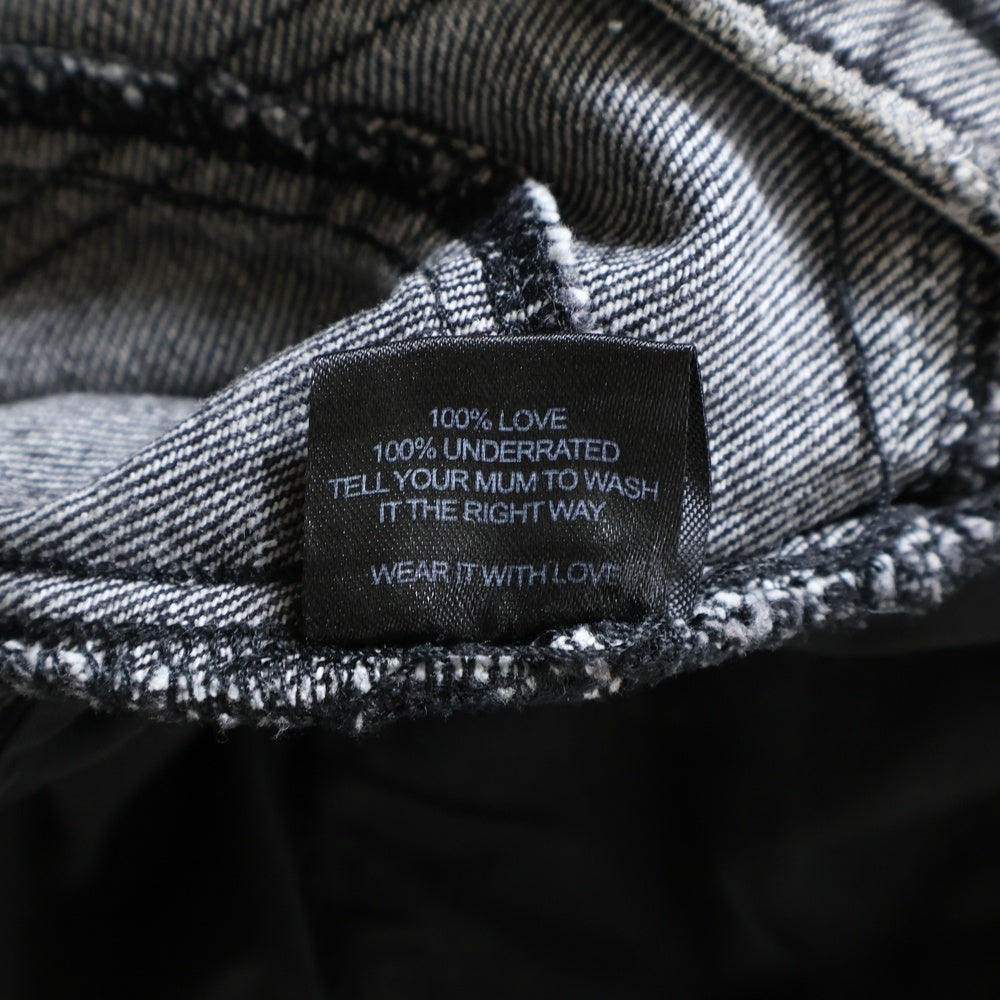 100% LOVE
100% UNDERRATED
TELL YOUR MUM TO WASH
IT THE RIGHT WAY.
WEAR IT WITH LOVE